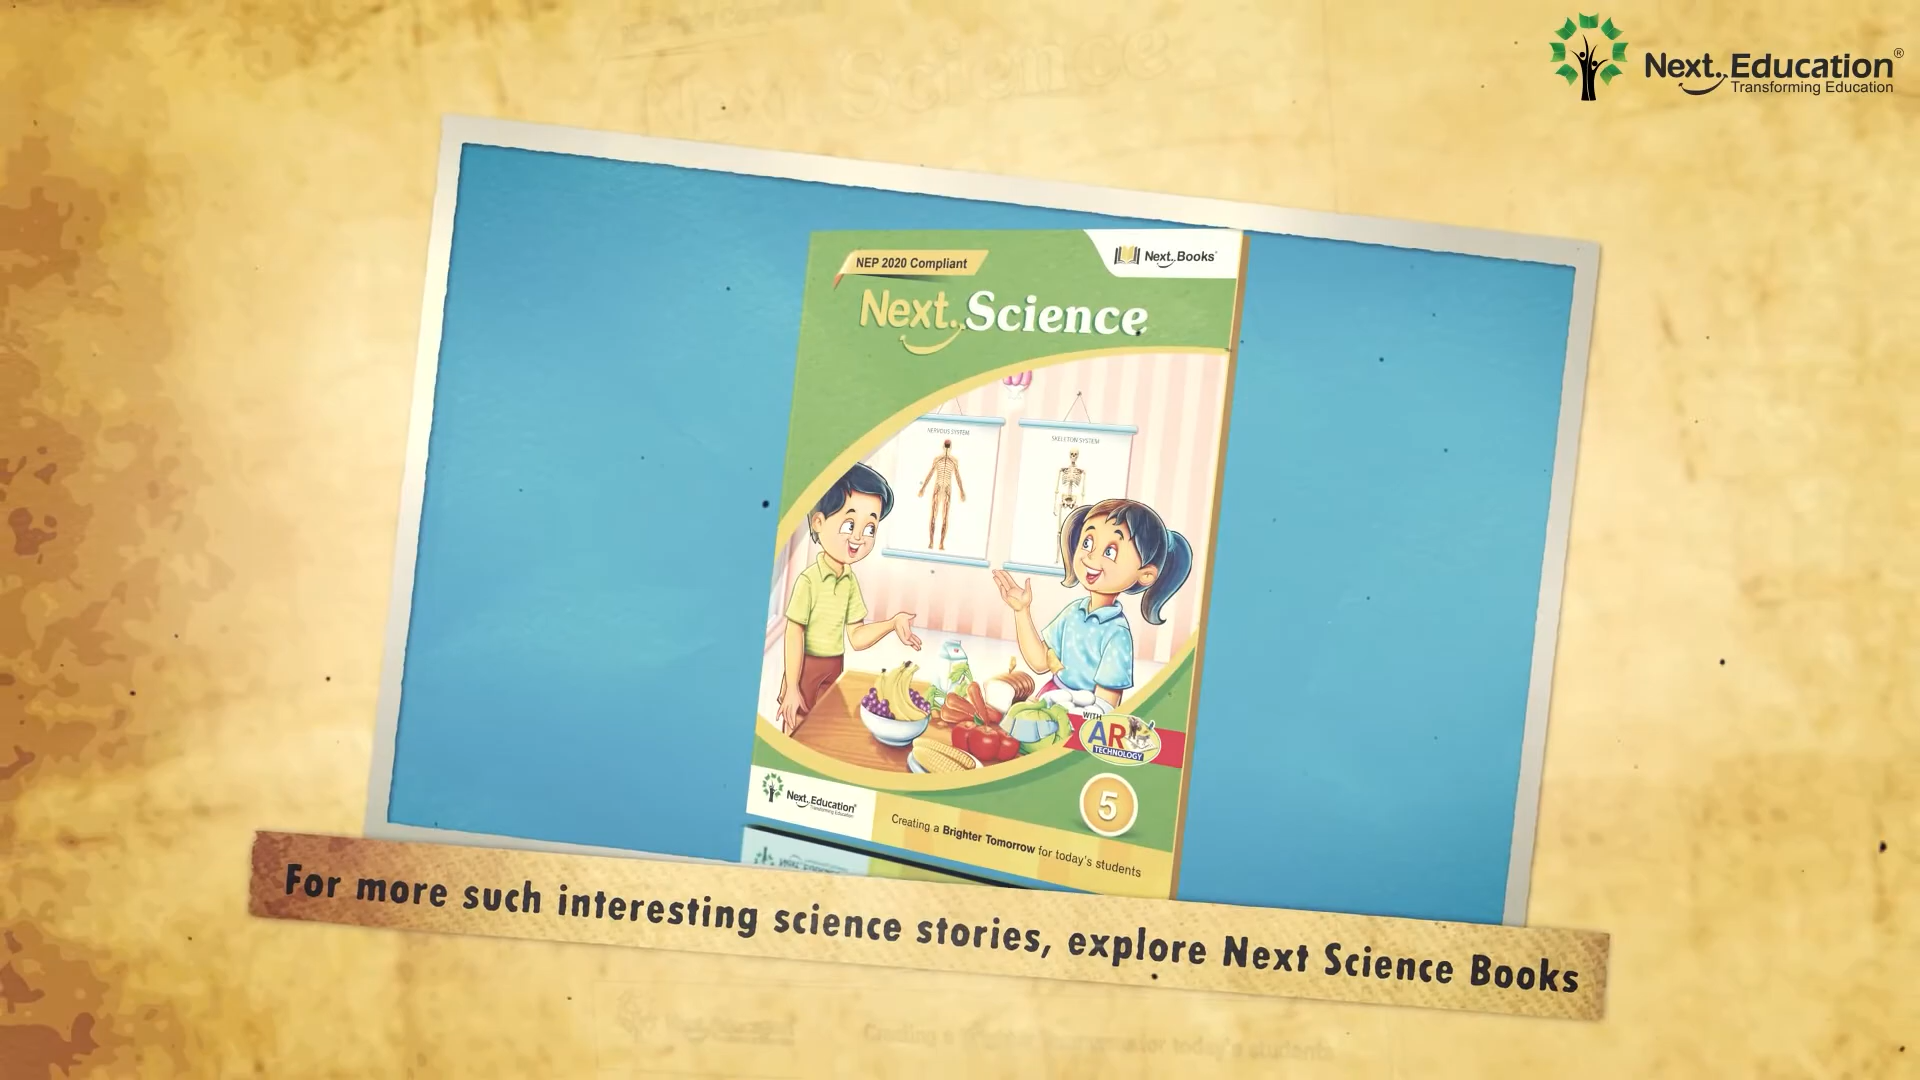 Next Education®
Transforming Education
NEP 2020 Compliant
Next Books
Next Science
NERVOUS SYSTEM
SKELETON SYSTEM
WITH
AR
TECHNOLOGY
5
Next Education®
Transforming Education
Creating a Brighter Tomorrow for today's students
For more such interesting science stories, explore Next Science Books